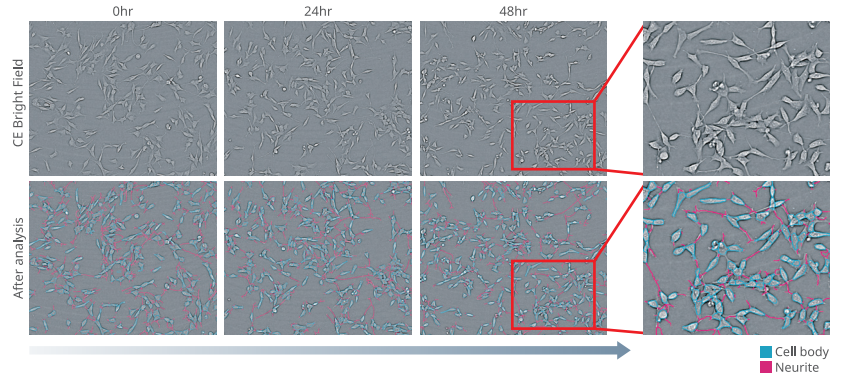 0hr
24hr
48hr
CE Bright Field
After analysis
Cell body
Neurite